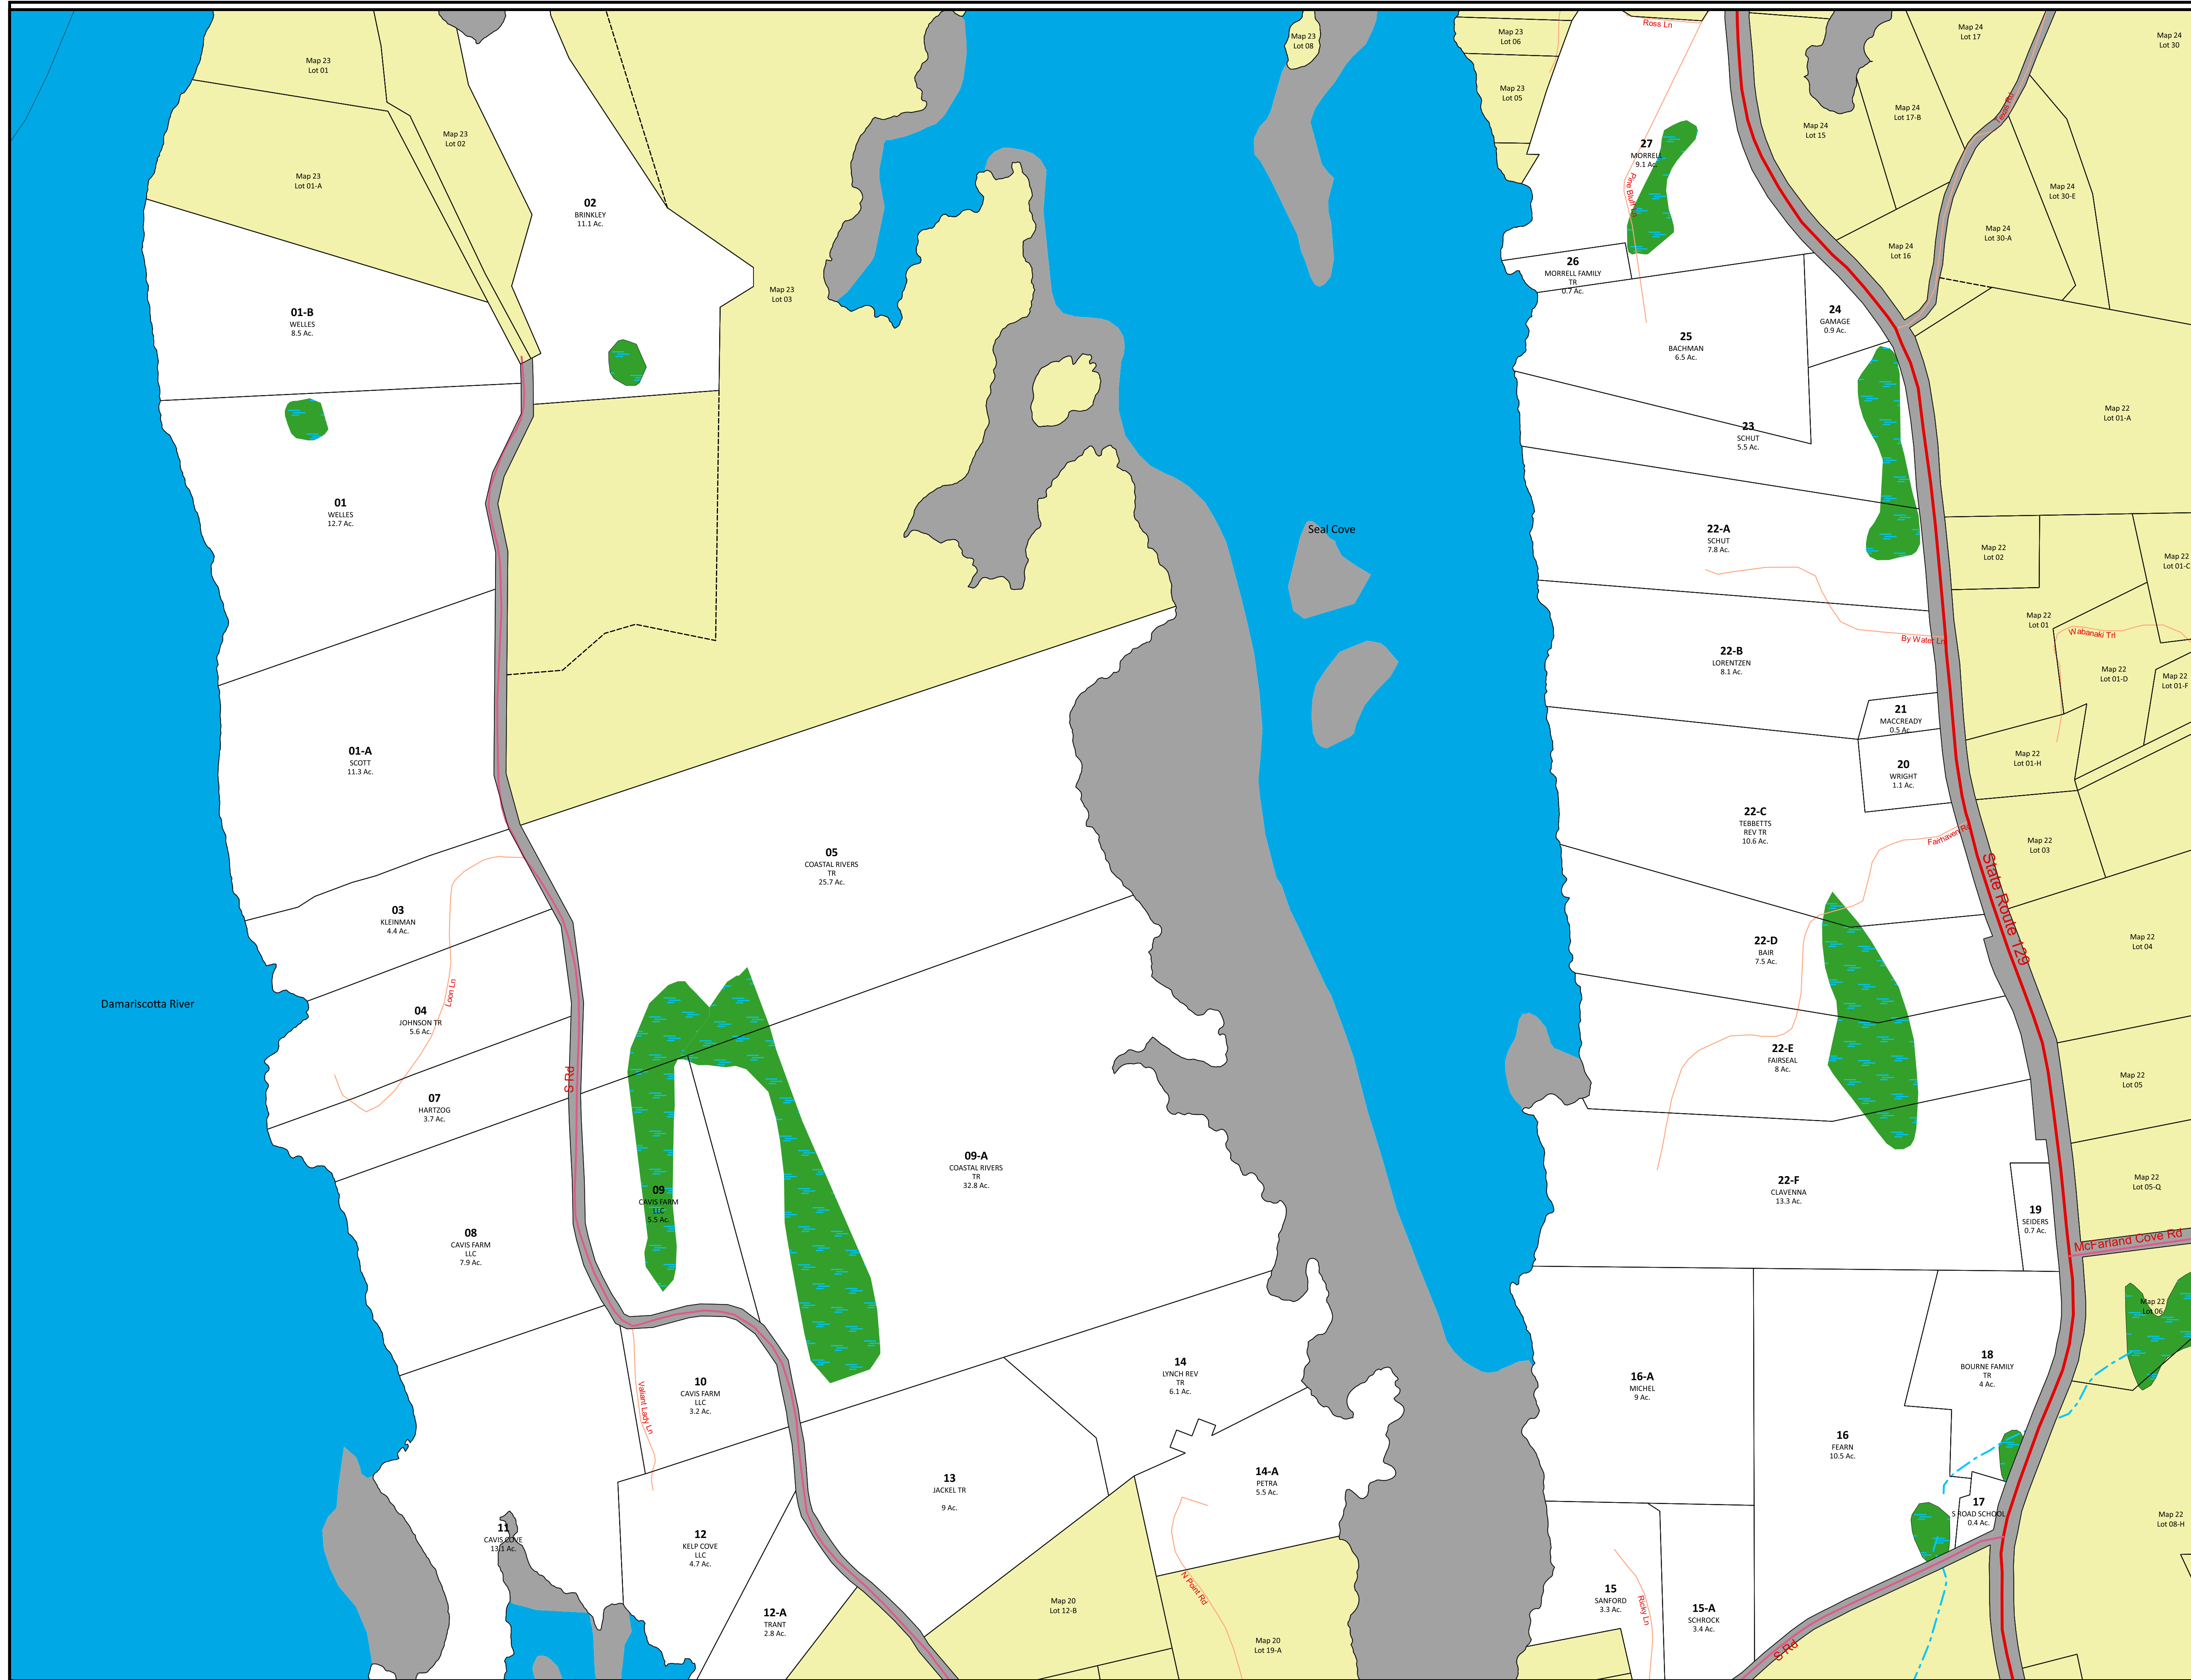 Map 23
Lot 01
Map 23
Lot 02
Map 23
Lot 01-A
02
BRINKLEY
11.1 Ac.
Map 23
Lot 03
01-B
WELLES
8.5 Ac.
01
WELLES
12.7 Ac.
01-A
SCOTT
11.3 Ac.
03
KLEINMAN
4.4 Ac.
Loon Ln
04
JOHNSON TR
5.6 Ac.
Damariscotta River
07
HARTZOG
3.7 Ac.
S Rd
05
COASTAL RIVERS
TR
25.7 Ac.
09
CAVIS FARM
LLC
5.5 Ac.
09-A
COASTAL RIVERS
TR
32.8 Ac.
08
CAVIS FARM
LLC
7.9 Ac.
10
CAVIS FARM
LLC
3.2 Ac.
Valiant Lady Ln
11
CAVIS COVE
13.1 Ac.
12
KELP COVE
LLC
4.7 Ac.
12-A
TRANT
2.8 Ac.
13
JACKEL TR
9 Ac.
14
LYNCH REV
TR
6.1 Ac.
14-A
PETRA
5.5 Ac.
N Point Rd
Map 20
Lot 12-B
Map 20
Lot 19-A
Seal Cove
Map 23
Lot 08
Map 23
Lot 06
Map 23
Lot 05
Ross Ln
27
MORRELL
9.1 Ac.
Pine Bluff
26
MORRELL FAMILY
TR
0.7 Ac.
25
BACHMAN
6.5 Ac.
24
GAMAGE
0.9 Ac.
23
SCHUT
5.5 Ac.
22-A
SCHUT
7.8 Ac.
By Water Ln
22-B
LORENTZEN
8.1 Ac.
21
MACCREADY
0.5 Ac.
20
WRIGHT
1.1 Ac.
22-C
TEBBETTS
REV TR
10.6 Ac.
Fairhaven Rd
State Route 129
22-D
BAIR
7.5 Ac.
22-E
FAIRSEAL
8 Ac.
22-F
CLAVENNA
13.3 Ac.
19
SEIDERS
0.7 Ac.
McFarland Cove Rd
18
BOURNE FAMILY
TR
4 Ac.
16-A
MICHEL
9 Ac.
16
FEARN
10.5 Ac.
17
S ROAD SCHOOL
0.4 Ac.
15
SANFORD
3.3 Ac.
Ricky Ln
15-A
SCHROCK
3.4 Ac.
S Rd
Map 24
Lot 17
Map 24
Lot 30
Texas Rd
Map 24
Lot 17-B
Map 24
Lot 15
Map 24
Lot 30-E
Map 24
Lot 30-A
Map 24
Lot 16
Map 22
Lot 01-A
Map 22
Lot 02
Map 22
Lot 01-C
Map 22
Lot 01
Wabanaki Trl
Map 22
Lot 01-D
Map 22
Lot 01-F
Map 22
Lot 01-H
Map 22
Lot 03
Map 22
Lot 04
Map 22
Lot 05
Map 22
Lot 05-Q
Map 22
Lot 06
Map 22
Lot 08-H